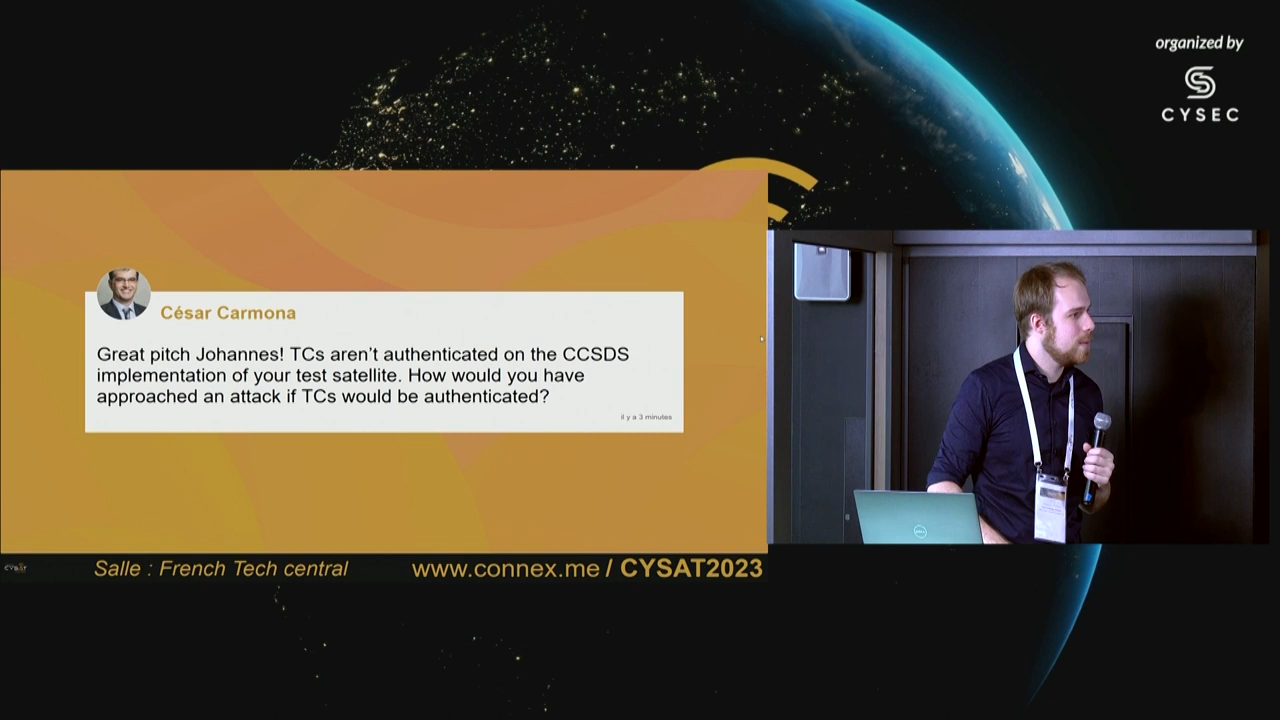 organized by
CYSEC
César Carmona
Great pitch Johannes! TCs aren't authenticated on the CCSDS
implementation of your test satellite. How would you have
approached an attack if TCs would be authenticated?
il y a 3 minutes
DELL
CYSAT
Salle : French Tech central
www.connex.me / CYSAT2023